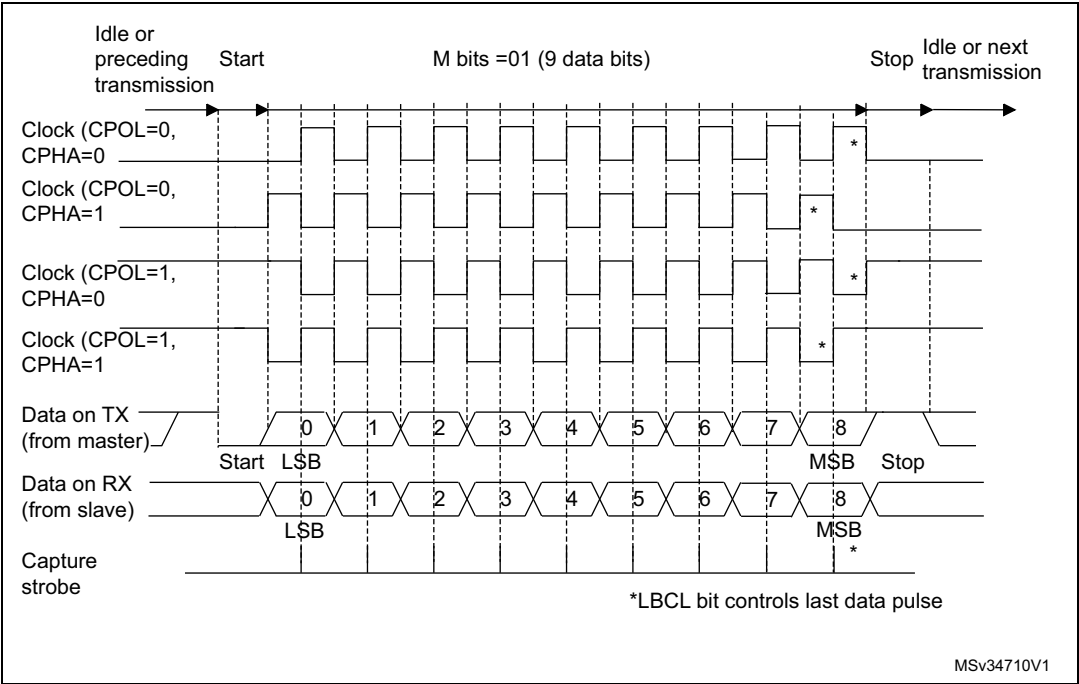 Idle or preceding transmission
Start
M bits =01 (9 data bits)
Stop
Idle or next transmission
Clock (CPOL=0,
CPHA=0
*
Clock (CPOL=0,
CPHA=1
*
Clock (CPOL=1,
CPHA=0
*
Clock (CPOL=1,
CPHA=1
*
Data on TX
(from master)
0 1 2 3 4 5 6 7 8
Start LSB MSB Stop
Data on RX
(from slave)
0 1 2 3 4 5 6 7 8
LSB MSB
Capture
strobe
*
*LBCL bit controls last data pulse
MSv34710V1